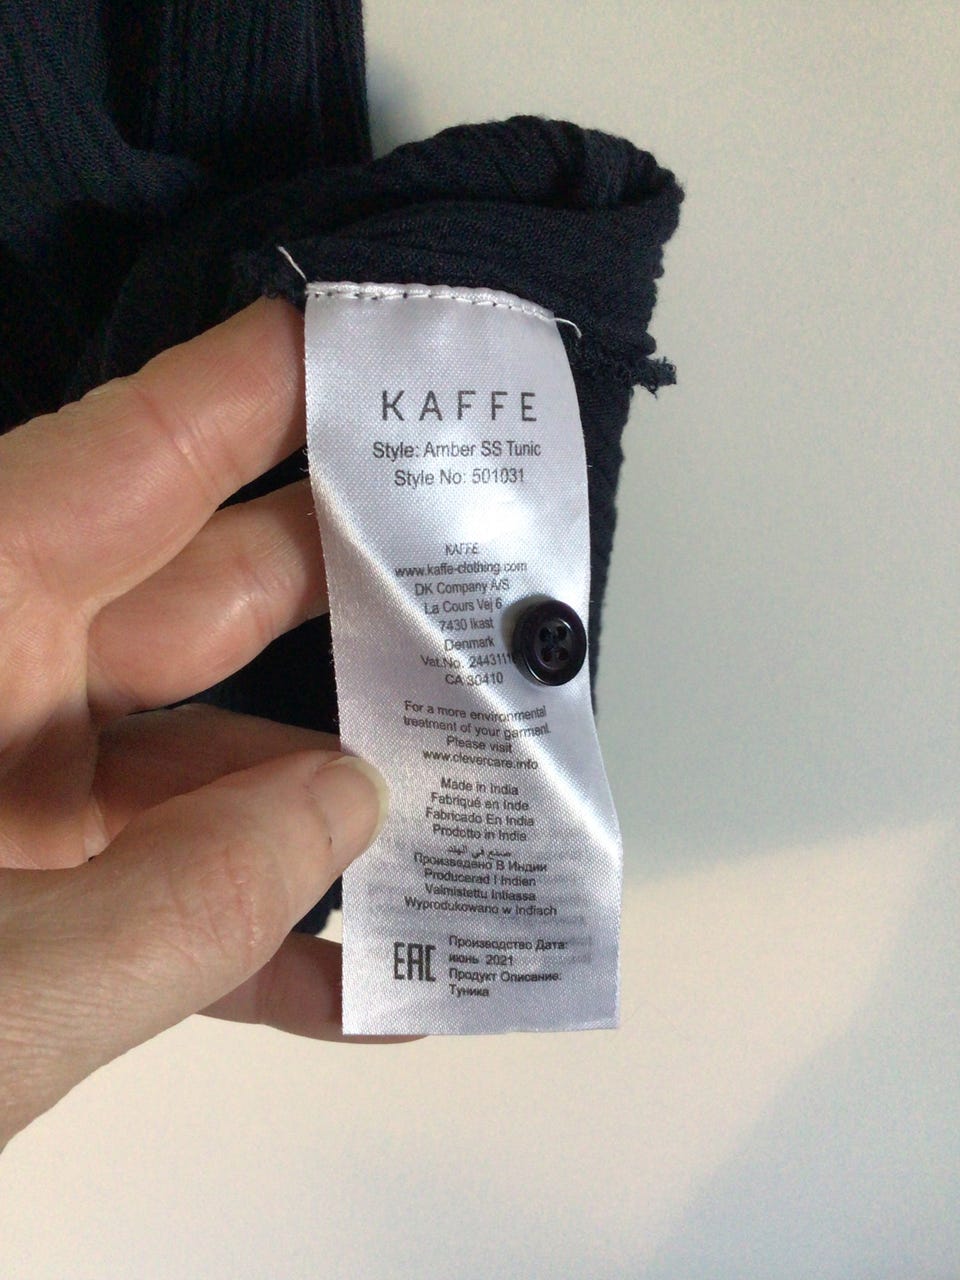 KAFFE
Style: Amber SS Tunic
Style No: 501031
KAFFE
www.kaffe-clothing.com
DK Company A/S
La Cours Vej 6
7430 Ikast
Denmark
Vat.No.
CA 30410
For a more environmental
treatment of your garment.
Please visit
www.clevercare.info
Made in India
Fabriqué en Inde
Fabricado En India
Prodotto in India
صنع في الهند
Произведено В Индии
Producerad I Indien
Valmistettu Intiassa
Wyprodukowano w Indiach
EAC
Производство Дата:
июнь 2021
Продукт Описание:
Туника